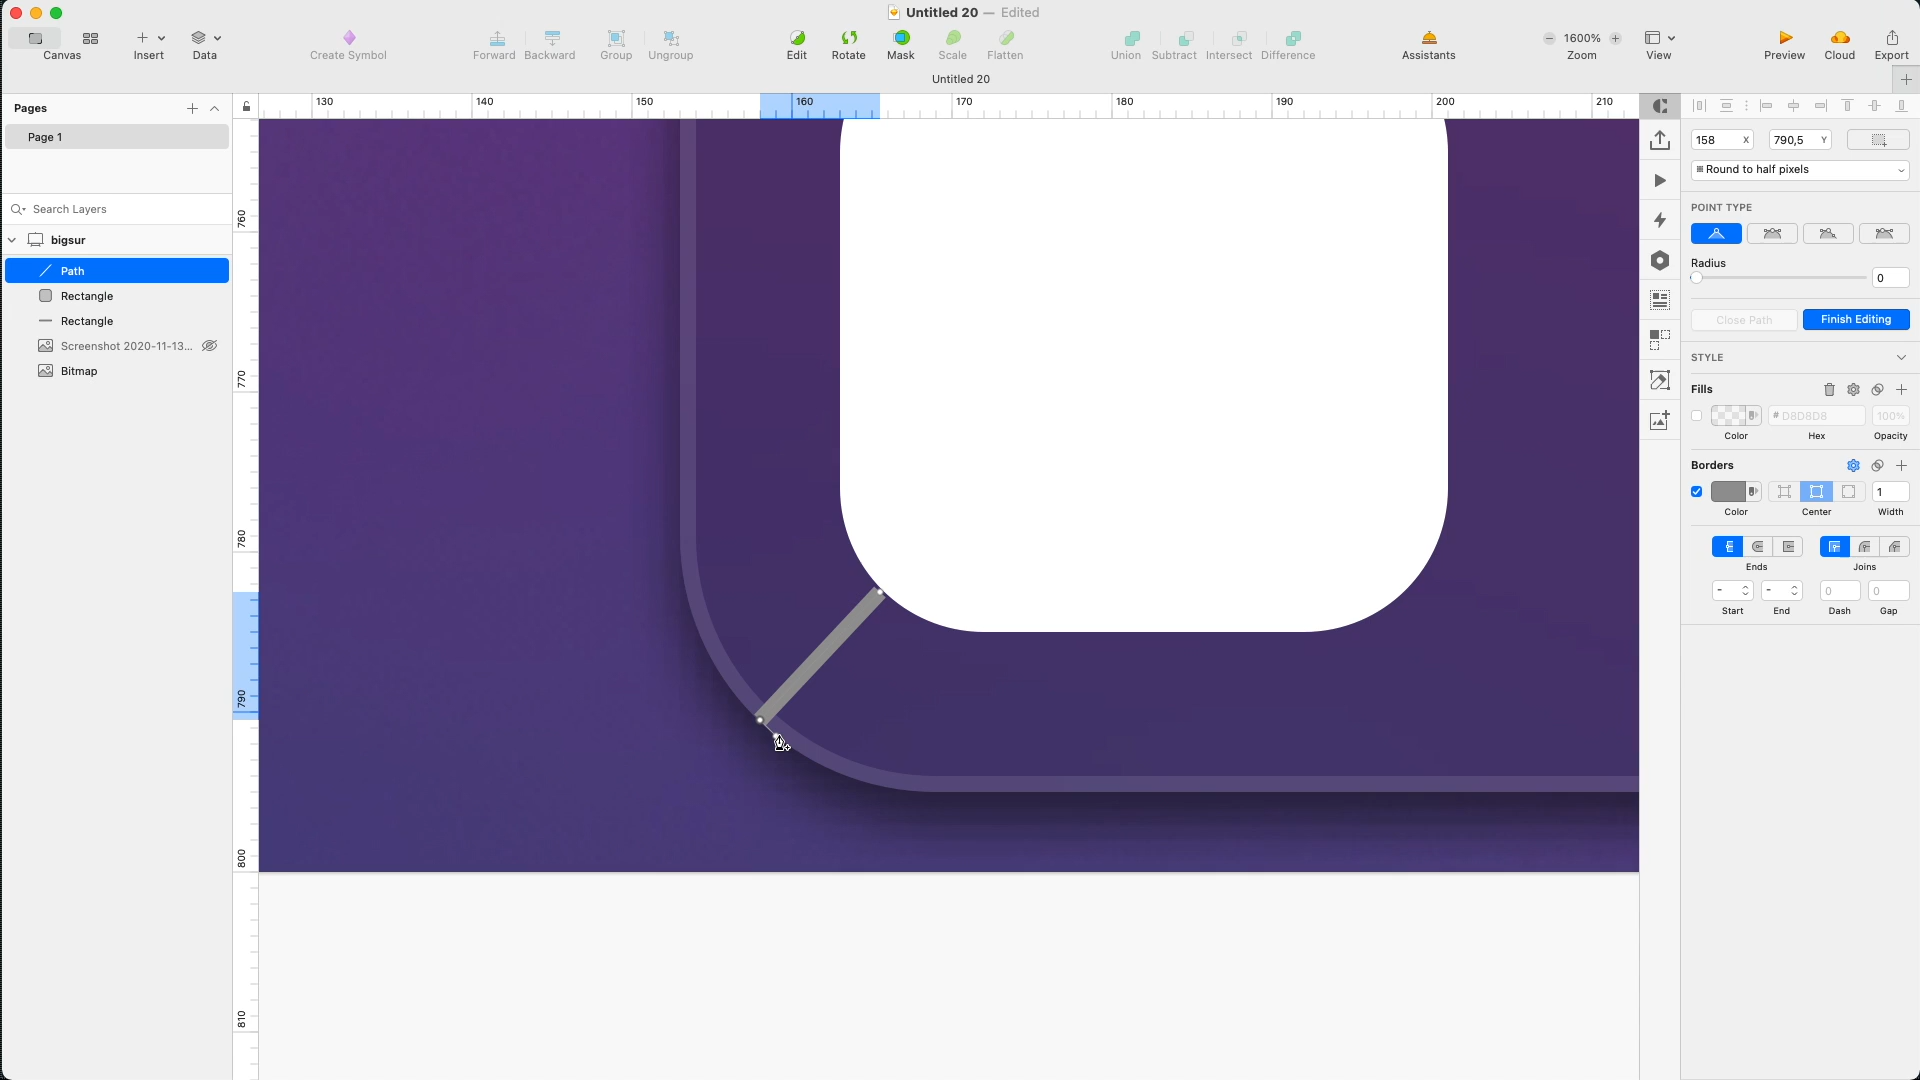 Untitled 20 — Edited
Canvas
Insert
Data
Create Symbol
Forward
Backward
Group
Ungroup
Edit
Rotate
Mask
Scale
Flatten
Union
Subtract
Intersect
Difference
Assistants
1600%
Zoom
View
Preview
Cloud
Export
Untitled 20
Pages
Page 1
Search Layers
bigsur
Path
Rectangle
Rectangle
Screenshot 2020-11-13...
Bitmap
130
140
150
160
170
180
190
200
210
760
770
780
790
800
810
158 X
790,5 Y
Round to half pixels
POINT TYPE
Radius
0
Close Path
Finish Editing
STYLE
Fills
# D8D8D8
100%
Color
Hex
Opacity
Borders
1
Color
Center
Width
Ends
Joins
-
-
0
0
Start
End
Dash
Gap